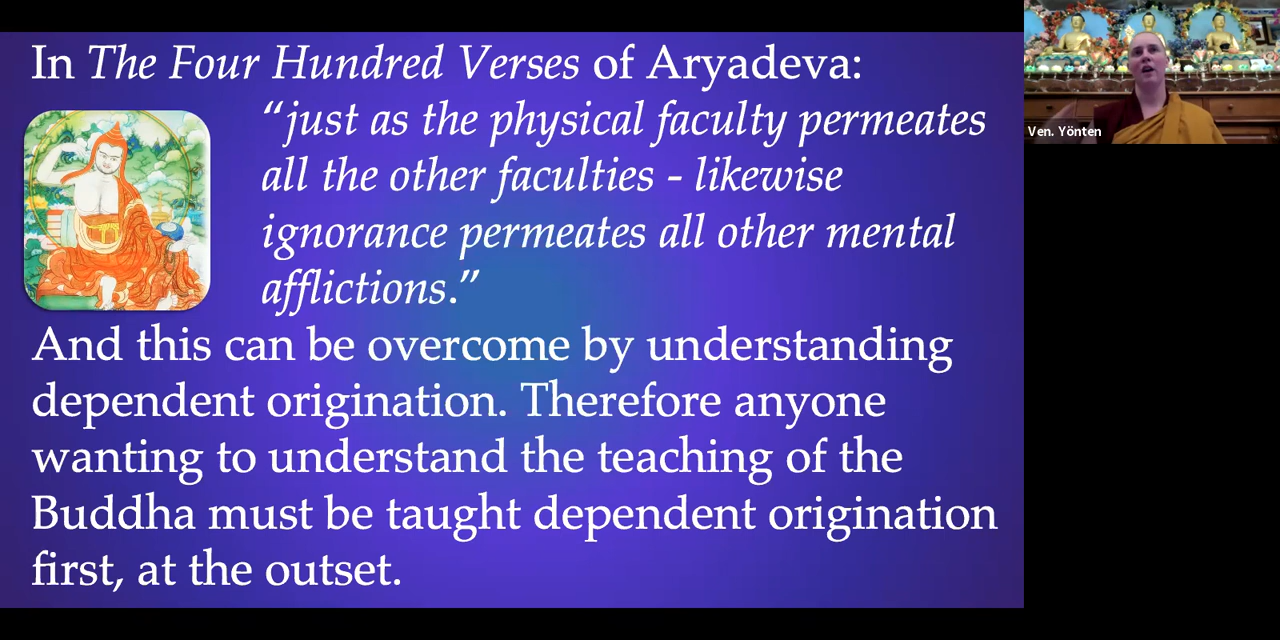 In The Four Hundred Verses of Aryadeva:
“just as the physical faculty permeates
all the other faculties - likewise
ignorance permeates all other mental
afflictions.”
And this can be overcome by understanding
dependent origination. Therefore anyone
wanting to understand the teaching of the
Buddha must be taught dependent origination
first, at the outset.
Ven. Yönten